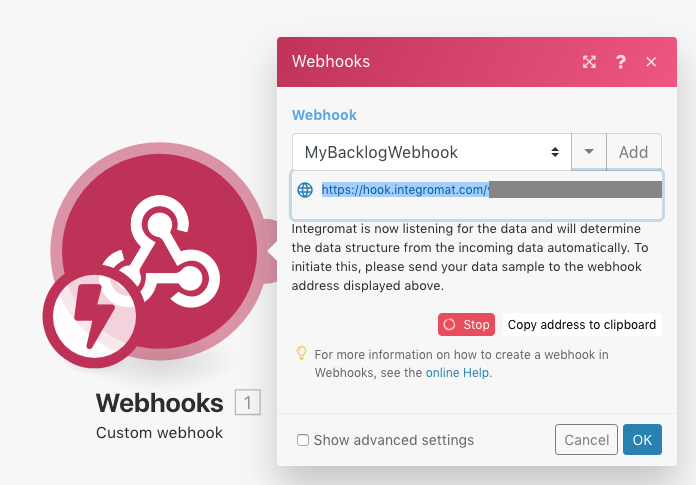 Webhooks
?
Webhook
MyBacklogWebhook
Add
https://hook.integromat.com/
Integromat is now listening for the data and will determine
the data structure from the incoming data automatically. To
initiate this, please send your data sample to the webhook
address displayed above.
Stop
Copy address to clipboard
For more information on how to create a webhook in
Webhooks, see the online Help.
Show advanced settings
Cancel
OK
Webhooks
1
Custom webhook